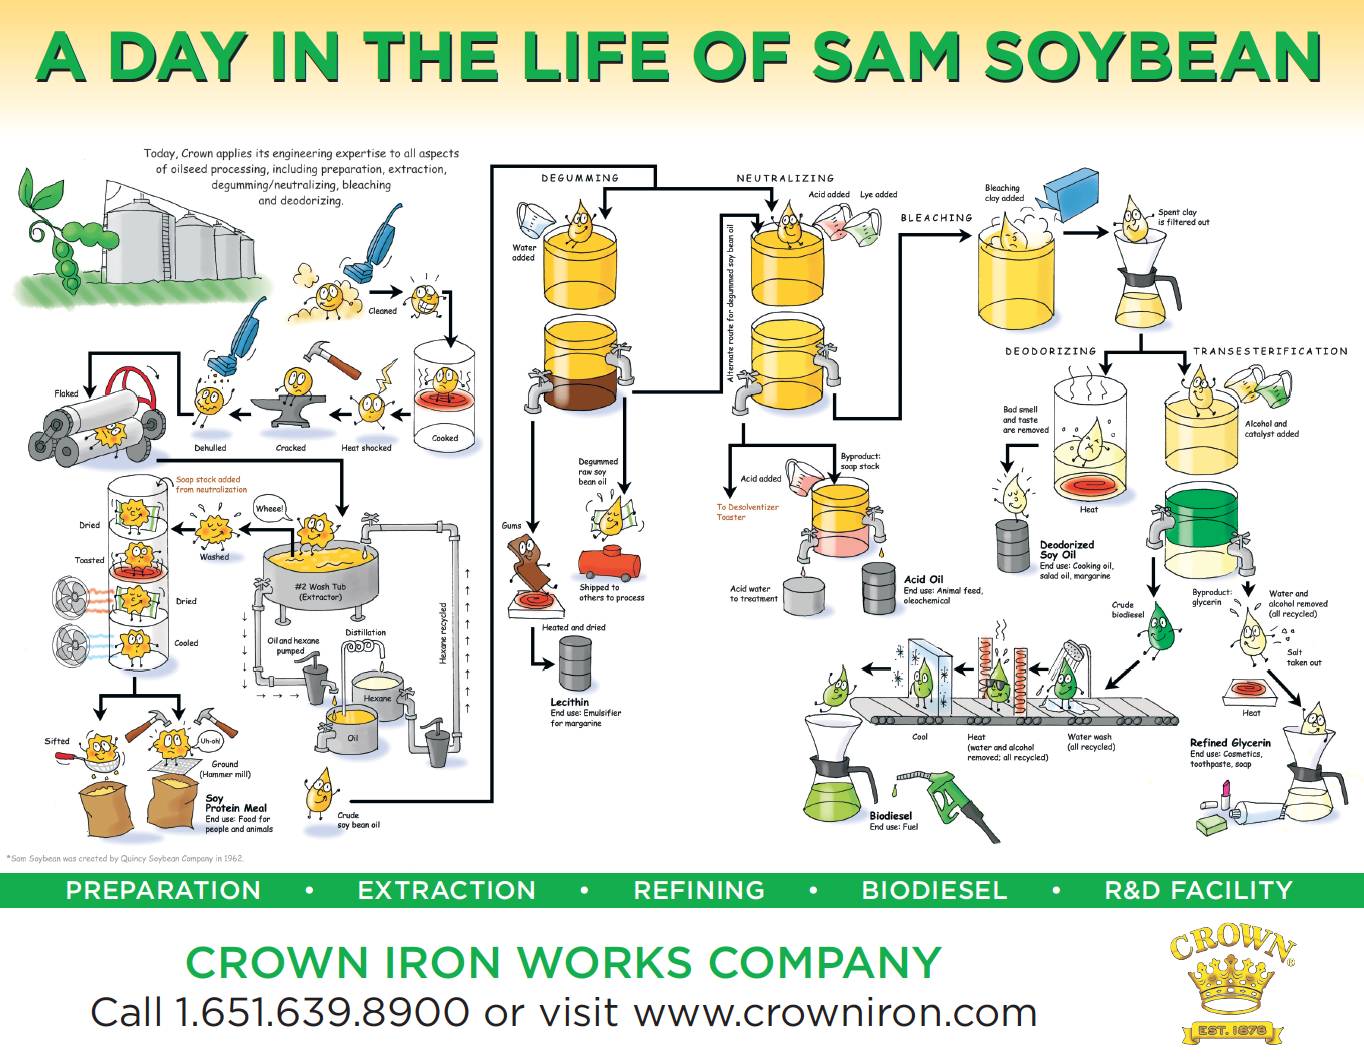 A DAY IN THE LIFE OF SAM SOYBEAN
Today, Crown applies its engineering expertise to all aspects
of oilseed processing, including preparation, extraction,
degumming/neutralizing, bleaching
and deodorizing.
Cleaned
Cooked
Heat shocked
Cracked
Dehulled
Flaked
Wheee!
#2 Wash Tub
(Extractor)
Washed
Soap stock added
from neutralization
Dried
Toasted
Dried
Cooled
Sifted
Uh-oh!
Ground
(Hammer mill)
Soy
Protein Meal
End use: Food for
people and animals
Oil and hexane
pumped
Distillation
Hexane
Oil
Hexane recycled
Crude
soy bean oil
DEGUMMING
Water
added
Gums
Heated and dried
Lecithin
End use: Emulsifier
for margarine
Degummed
raw soy
bean oil
Shipped to
others to process
Alternate route for degummed soy bean oil
NEUTRALIZING
Acid added
Lye added
To Desolventizer
Toaster
Acid added
Byproduct:
soap stock
Acid water
to treatment
Acid Oil
End use: Animal feed,
oleochemical
BLEACHING
Bleaching
clay added
Spent clay
is filtered out
DEODORIZING
Bad smell
and taste
are removed
Heat
Deodorized
Soy Oil
End use: Cooking oil,
salad oil, margarine
TRANSESTERIFICATION
Alcohol and
catalyst added
Crude
biodiesel
Water wash
(all recycled)
Heat
(water and alcohol
removed; all recycled)
Cool
Biodiesel
End use: Fuel
Byproduct:
glycerin
Water and
alcohol removed
(all recycled)
Salt
taken out
Heat
Refined Glycerin
End use: Cosmetics,
toothpaste, soap
*Sam Soybean was created by Quincy Soybean Company in 1962.
PREPARATION • EXTRACTION • REFINING • BIODIESEL • R&D FACILITY
CROWN IRON WORKS COMPANY
Call 1.651.639.8900 or visit www.crowniron.com
CROWN®
EST. 1878